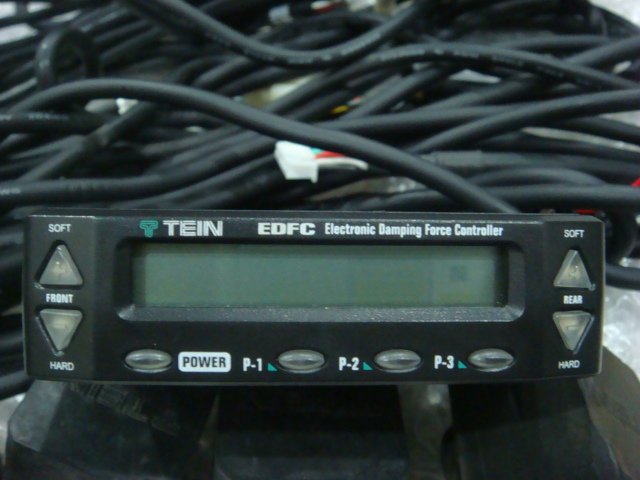 SOFT
TEIN EDFC Electronic Damping Force Controller
SOFT
FRONT
REAR
HARD
POWER P-1 P-2 P-3
HARD